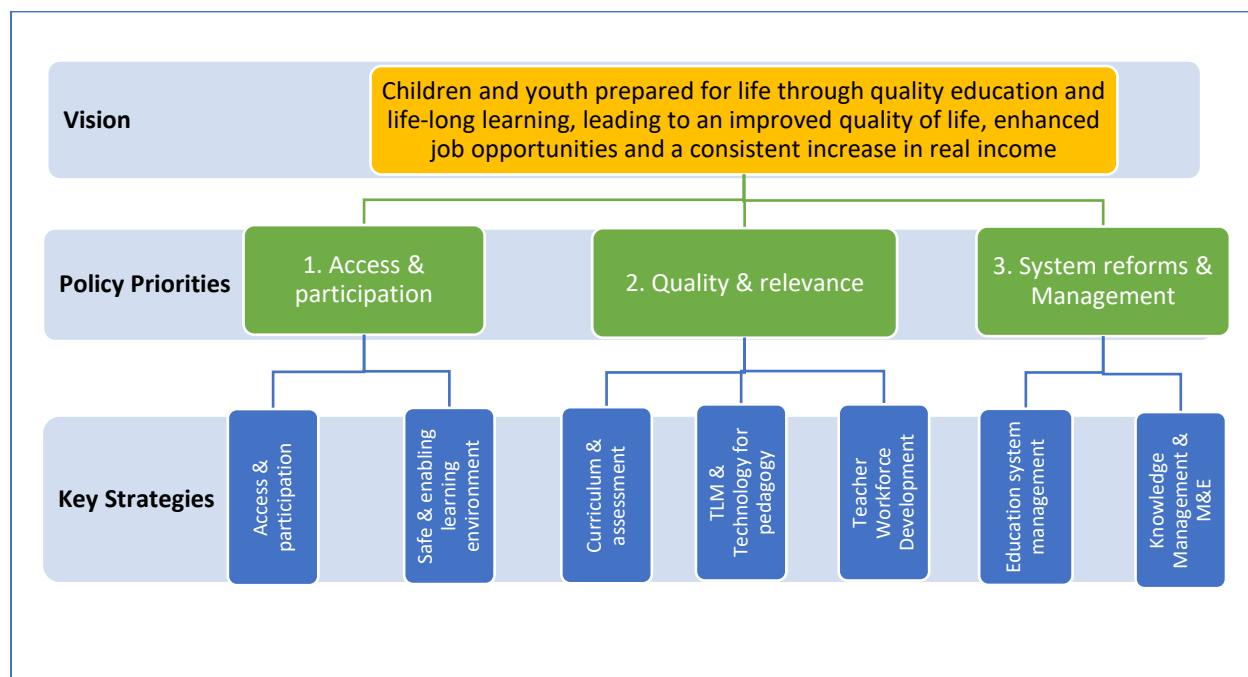 Vision
Children and youth prepared for life through quality education and
life-long learning, leading to an improved quality of life, enhanced
job opportunities and a consistent increase in real income
Policy Priorities
1. Access &
participation
2. Quality & relevance
3. System reforms &
Management
Key Strategies
Access &
participation
Safe & enabling
learning
environment
Curriculum &
assessment
TLM &
Technology for
pedagogy
Teacher
Workforce
Development
Education system
management
Knowledge
Management &
M&E